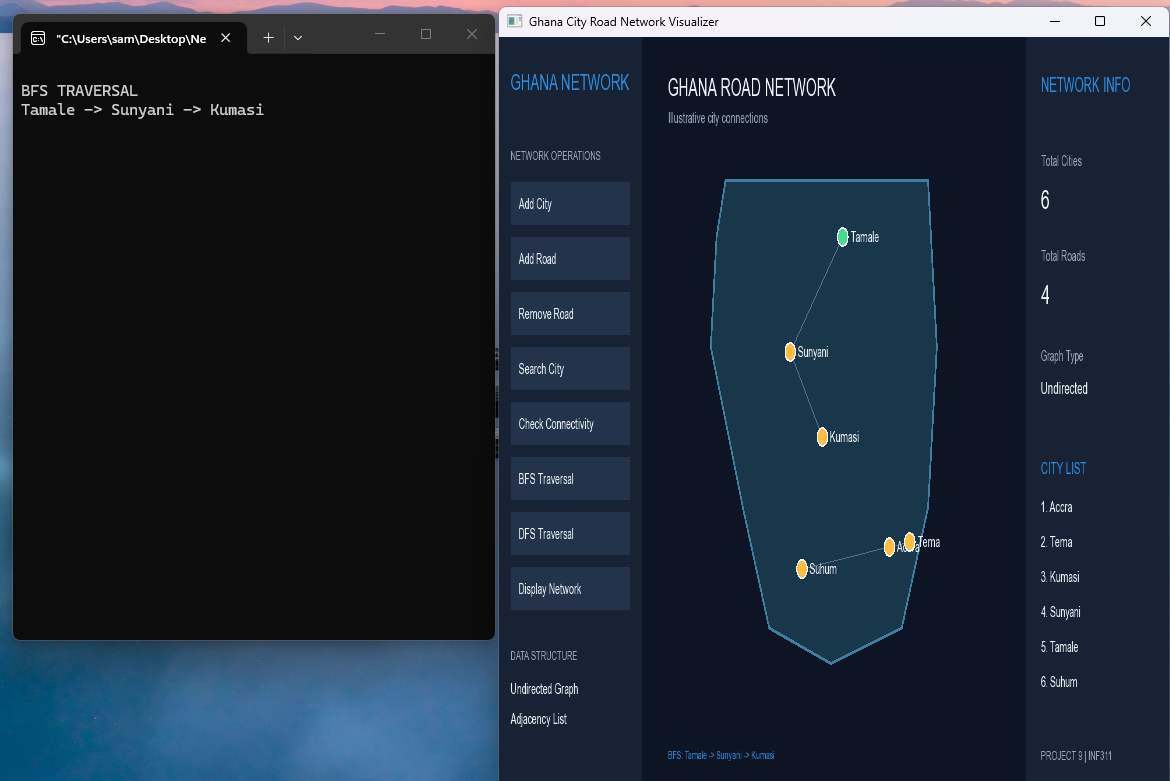 "C:\Users\sam\Desktop\Ne
BFS TRAVERSAL
Tamale -> Sunyani -> Kumasi
Ghana City Road Network Visualizer
GHANA NETWORK
NETWORK OPERATIONS
Add City
Add Road
Remove Road
Search City
Check Connectivity
BFS Traversal
DFS Traversal
Display Network
DATA STRUCTURE
Undirected Graph
Adjacency List
GHANA ROAD NETWORK
Illustrative city connections
Tamale
Sunyani
Kumasi
Accra
Tema
Suhum
BFS: Tamale -> Sunyani -> Kumasi
NETWORK INFO
Total Cities
6
Total Roads
4
Graph Type
Undirected
CITY LIST
1. Accra
2. Tema
3. Kumasi
4. Sunyani
5. Tamale
6. Suhum
PROJECT 9 | INF311